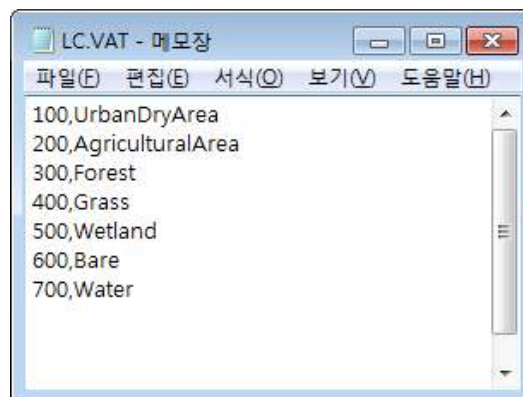 LC.VAT - 메모장
파일(F) 편집(E) 서식(O) 보기(V) 도움말(H)
100,UrbanDryArea
200,AgriculturalArea
300,Forest
400,Grass
500,Wetland
600,Bare
700,Water